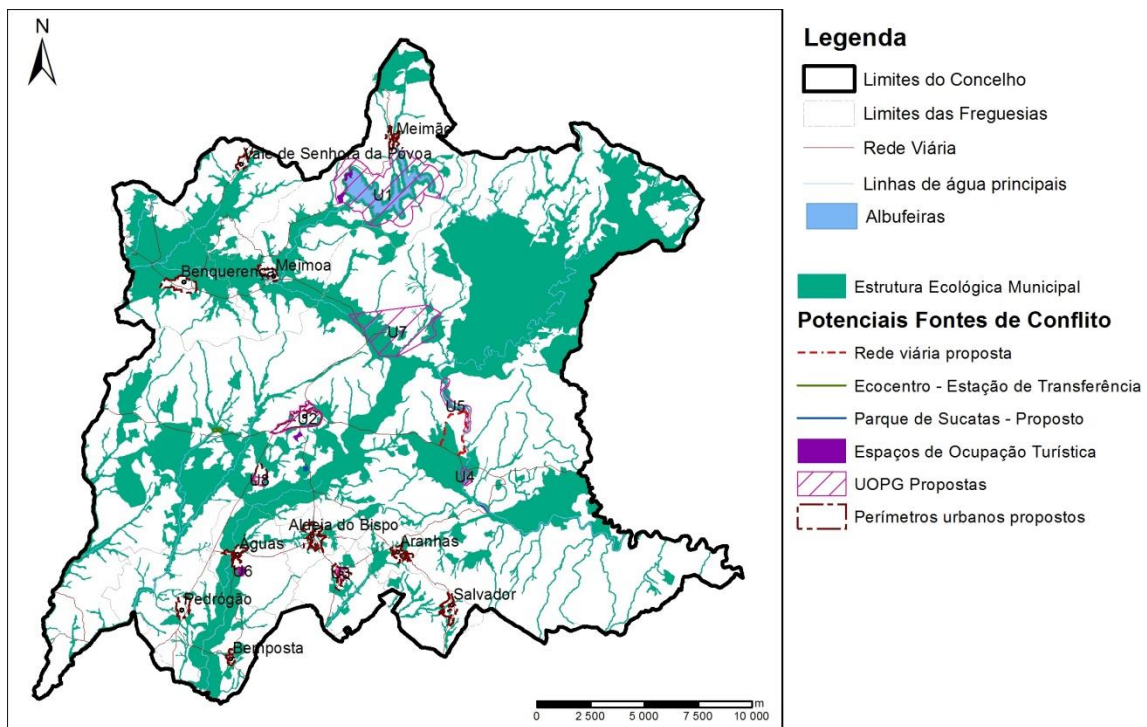 N
Meimão
Vale de Senhora da Póvoa
U1
Meimoa
Benquerença
U7
U2
U5
U4
U8
Aldeia do Bispo
Águas
Aranhas
U6
U3
Salvador
Pedrógão
Bemposta
m
0 2 500 5 000 7 500 10 000
Legenda
Limites do Concelho
Limites das Freguesias
Rede Viária
Linhas de água principais
Albufeiras
Estrutura Ecológica Municipal
Potenciais Fontes de Conflito
Rede viária proposta
Ecocentro - Estação de Transferência
Parque de Sucatas - Proposto
Espaços de Ocupação Turística
UOPG Propostas
Perímetros urbanos propostos